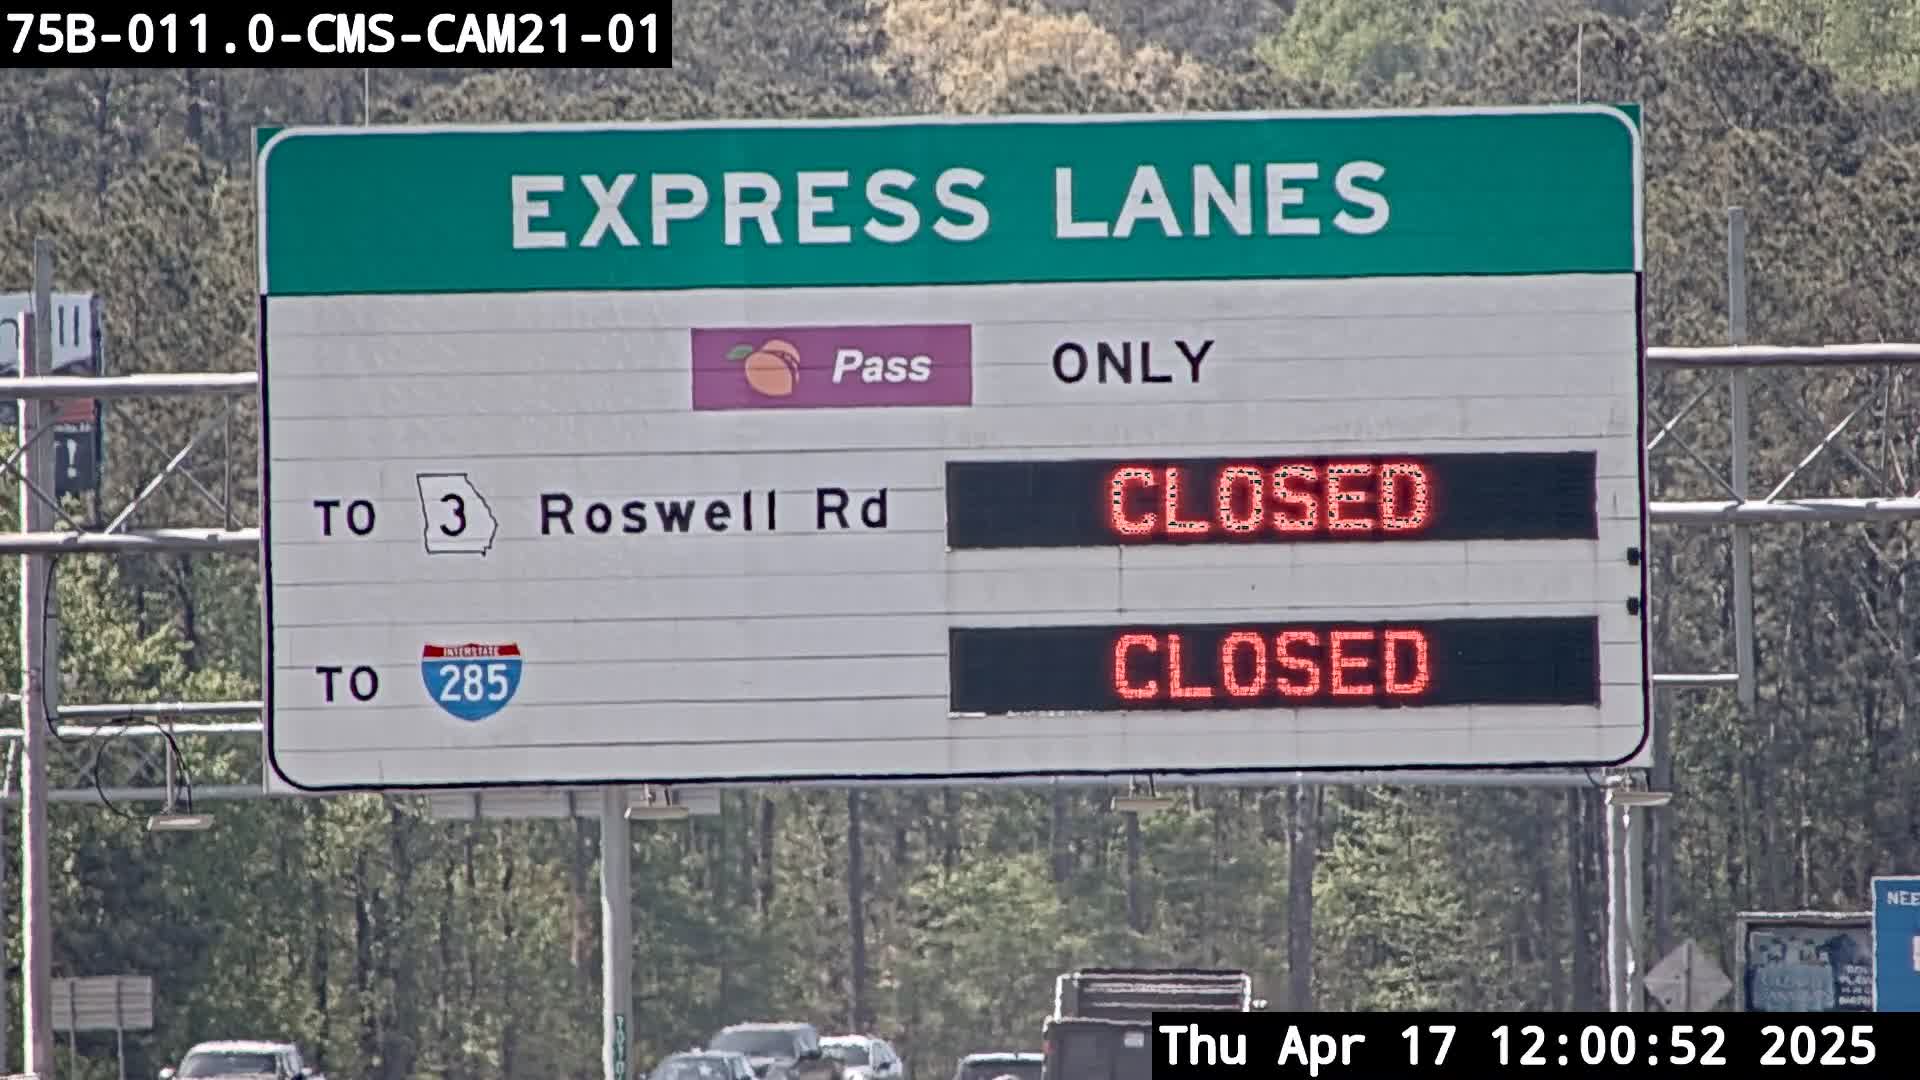 75B-011.0-CMS-CAM21-01
EXPRESS LANES
Pass ONLY
TO 3 Roswell Rd CLOSED
TO INTERSTATE 285 CLOSED
NEE
Thu Apr 17 12:00:52 2025